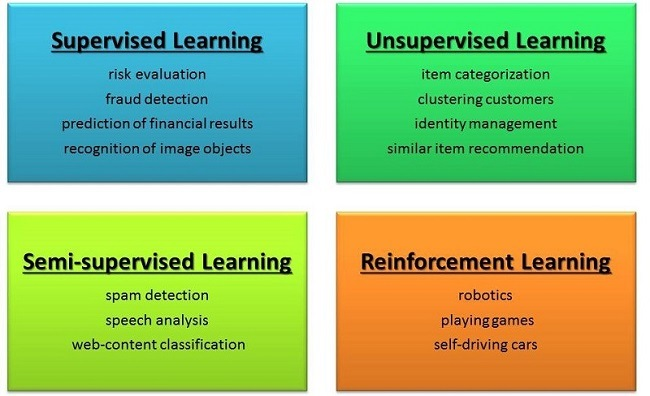 Supervised Learning
risk evaluation
fraud detection
prediction of financial results
recognition of image objects
Unsupervised Learning
item categorization
clustering customers
identity management
similar item recommendation
Semi-supervised Learning
spam detection
speech analysis
web-content classification
Reinforcement Learning
robotics
playing games
self-driving cars